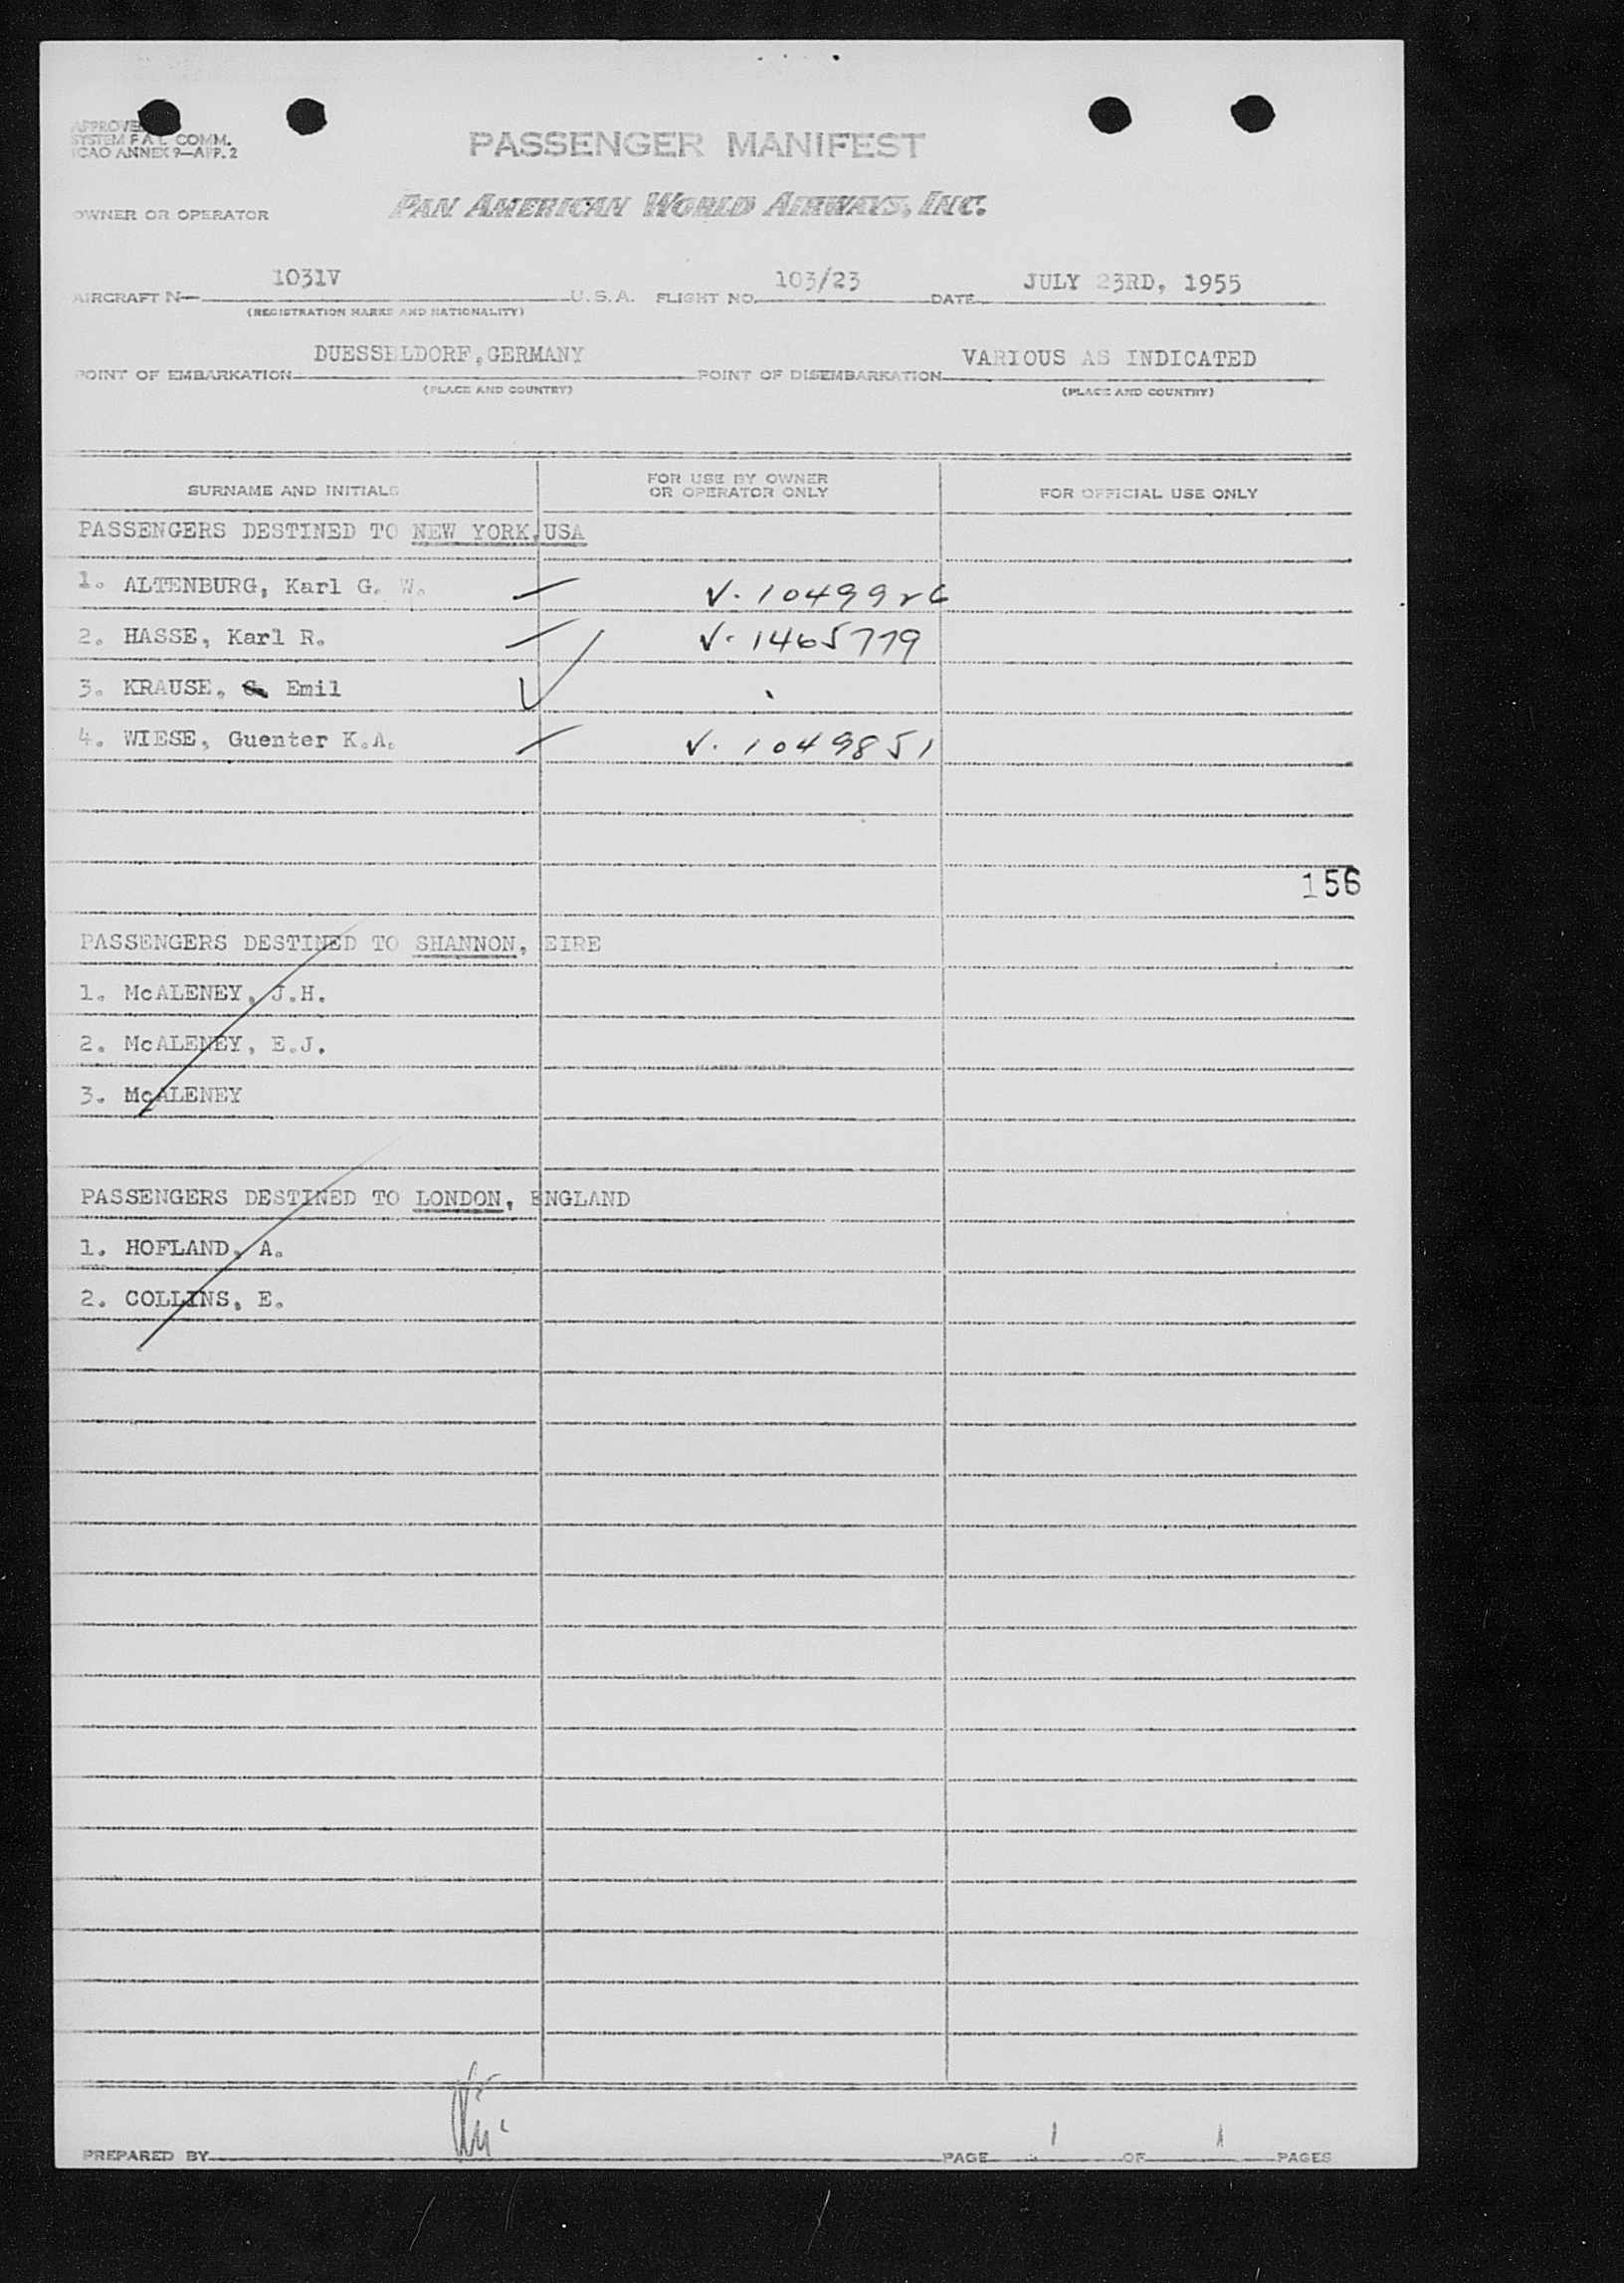 APPROVED
SYSTEM F A L COMM.
ICAO ANNEX 9—APP. 2
PASSENGER MANIFEST
OWNER OR OPERATOR PAN AMERICAN WORLD AIRWAYS, INC.
AIRCRAFT N— 1031V U.S.A. FLIGHT NO. 103/23 DATE JULY 23RD, 1955
(REGISTRATION MARKS AND NATIONALITY)
POINT OF EMBARKATION DUESSELDORF,GERMANY POINT OF DISEMBARKATION VARIOUS AS INDICATED
(PLACE AND COUNTRY) (PLACE AND COUNTRY)
SURNAME AND INITIALS FOR USE BY OWNER OR OPERATOR ONLY FOR OFFICIAL USE ONLY
PASSENGERS DESTINED TO NEW YORK,USA
1. ALTENBURG, Karl G. W. V. 1049926
2. HASSE, Karl R. V. 1465779
3. KRAUSE, Emil
4. WIESE, Guenter K.A. V. 1049851
156
PASSENGERS DESTINED TO SHANNON, EIRE
1. McALENEY, J.H.
2. McALENEY, E.J.
3. McALENEY
PASSENGERS DESTINED TO LONDON, ENGLAND
1. HOFLAND, A.
2. COLLINS, E.
PREPARED BY PAGE 1 OF 1 PAGES